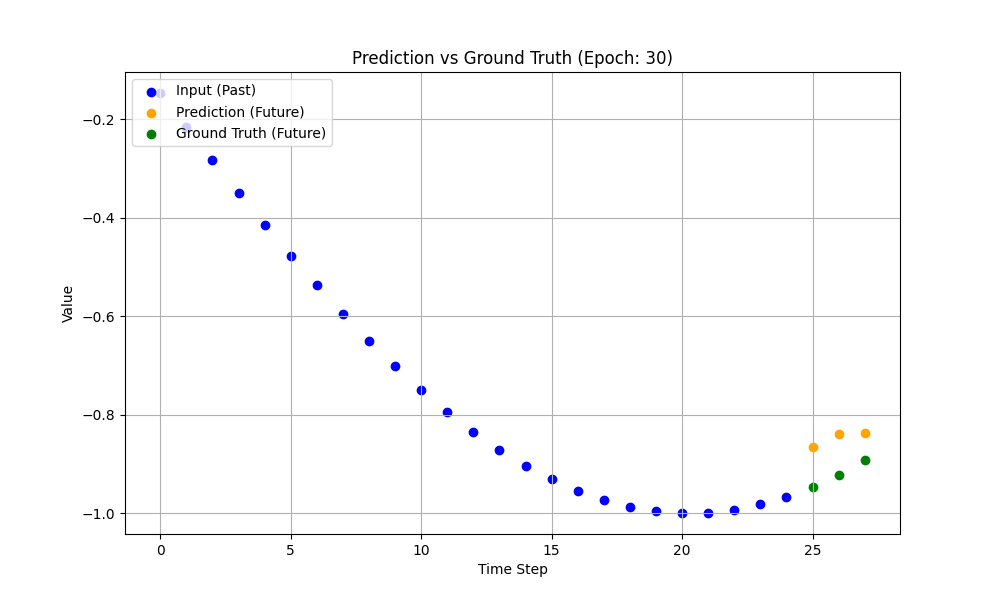 Prediction vs Ground Truth (Epoch: 30)
Input (Past)
Prediction (Future)
Ground Truth (Future)
Value
−0.2
−0.4
−0.6
−0.8
−1.0
0 5 10 15 20 25
Time Step